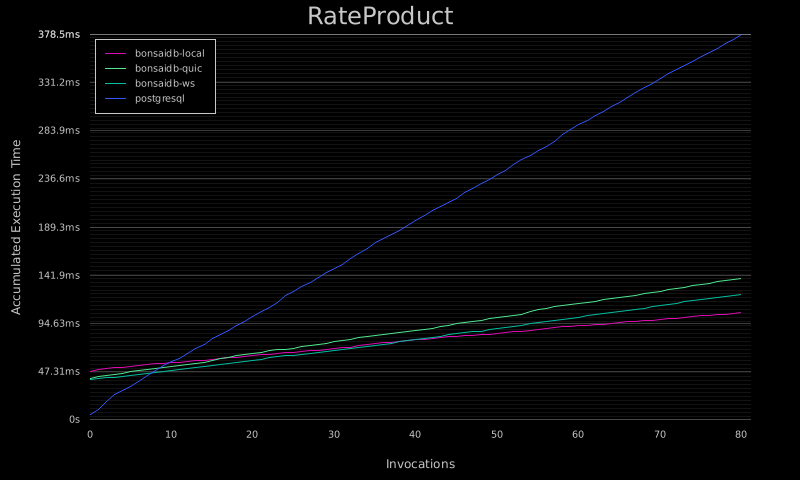 RateProduct
378.5ms
bonsaidb-local
bonsaidb-quic
bonsaidb-ws
postgresql
331.2ms
283.9ms
236.6ms
189.3ms
141.9ms
94.63ms
47.31ms
0s
Accumulated Execution Time
0 10 20 30 40 50 60 70 80
Invocations